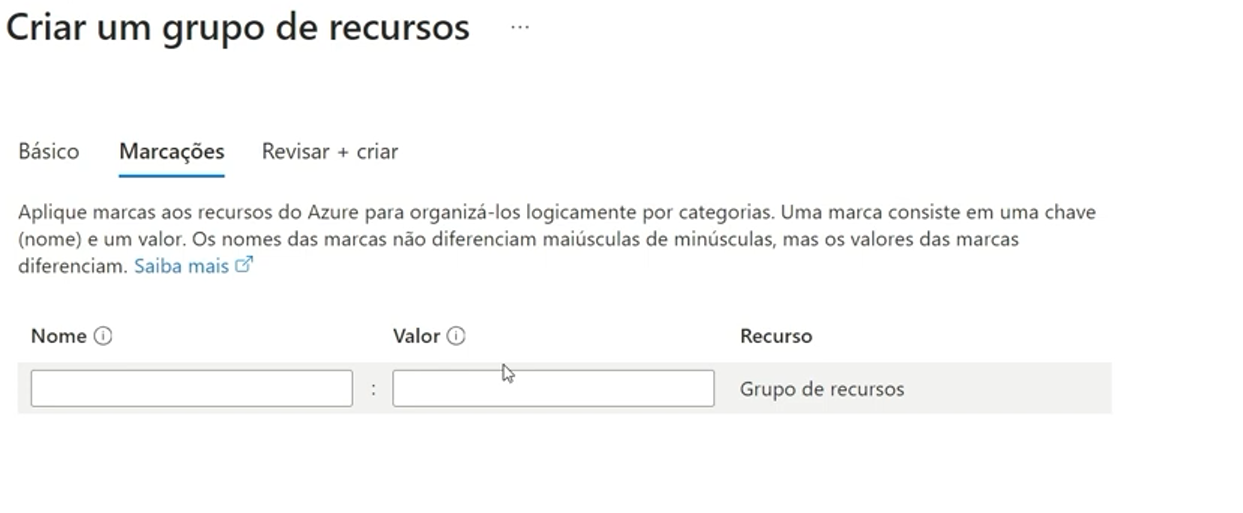 Criar um grupo de recursos ...
Básico Marcações Revisar + criar
Aplique marcas aos recursos do Azure para organizá-los logicamente por categorias. Uma marca consiste em uma chave
(nome) e um valor. Os nomes das marcas não diferenciam maiúsculas de minúsculas, mas os valores das marcas
diferenciam. Saiba mais
Nome Valor Recurso
: Grupo de recursos